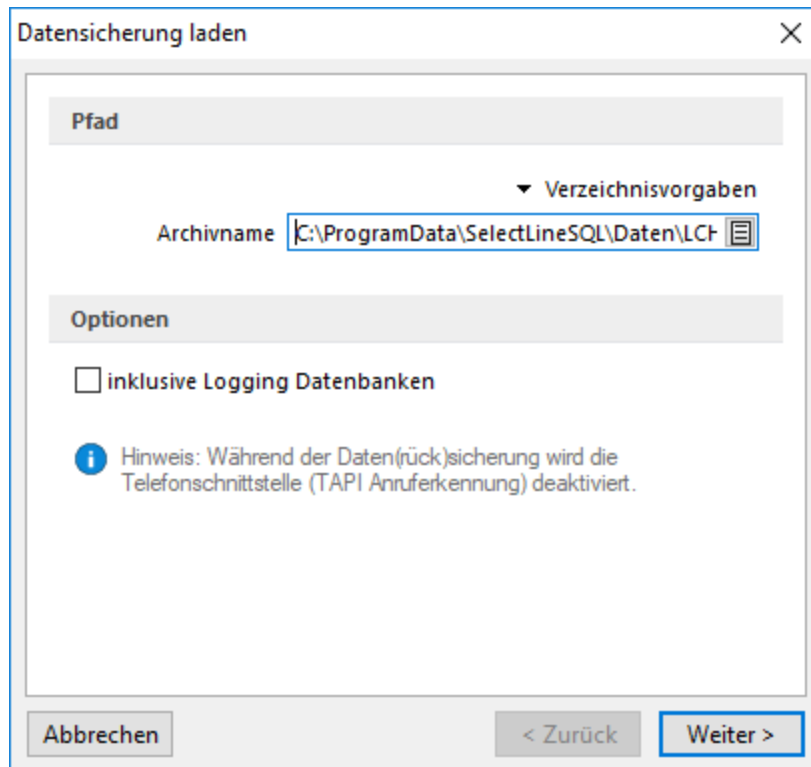 Datensicherung laden
Pfad
Verzeichnisvorgaben
Archivname C:\ProgramData\SelectLineSQL\Daten\LCH
Optionen
inklusive Logging Datenbanken
Hinweis: Während der Daten(rück)sicherung wird die
Telefonschnittstelle (TAPI Anruferkennung) deaktiviert.
Abbrechen < Zurück Weiter >